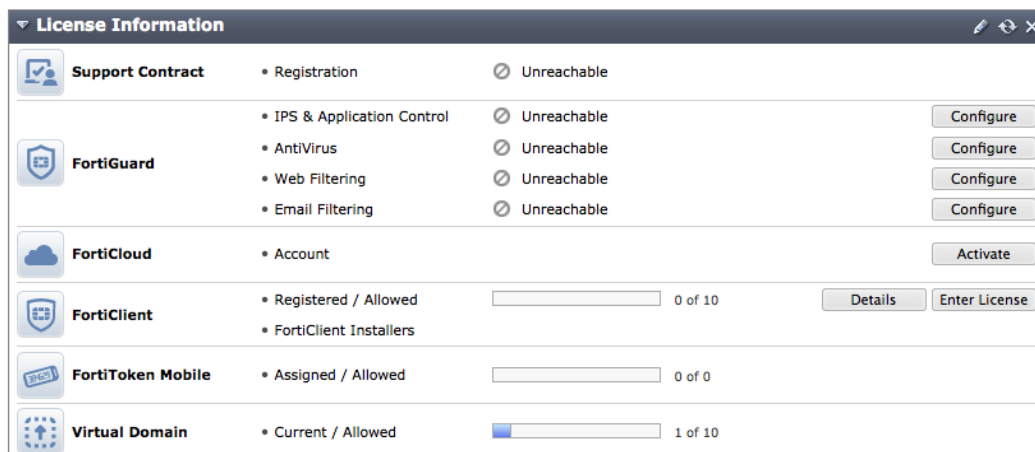 License Information
Support Contract • Registration Unreachable
• IPS & Application Control Unreachable Configure
• AntiVirus Unreachable Configure
FortiGuard
• Web Filtering Unreachable Configure
• Email Filtering Unreachable Configure
FortiCloud • Account Activate
• Registered / Allowed 0 of 10 Details Enter License
FortiClient
• FortiClient Installers
FortiToken Mobile • Assigned / Allowed 0 of 0
Virtual Domain • Current / Allowed 1 of 10